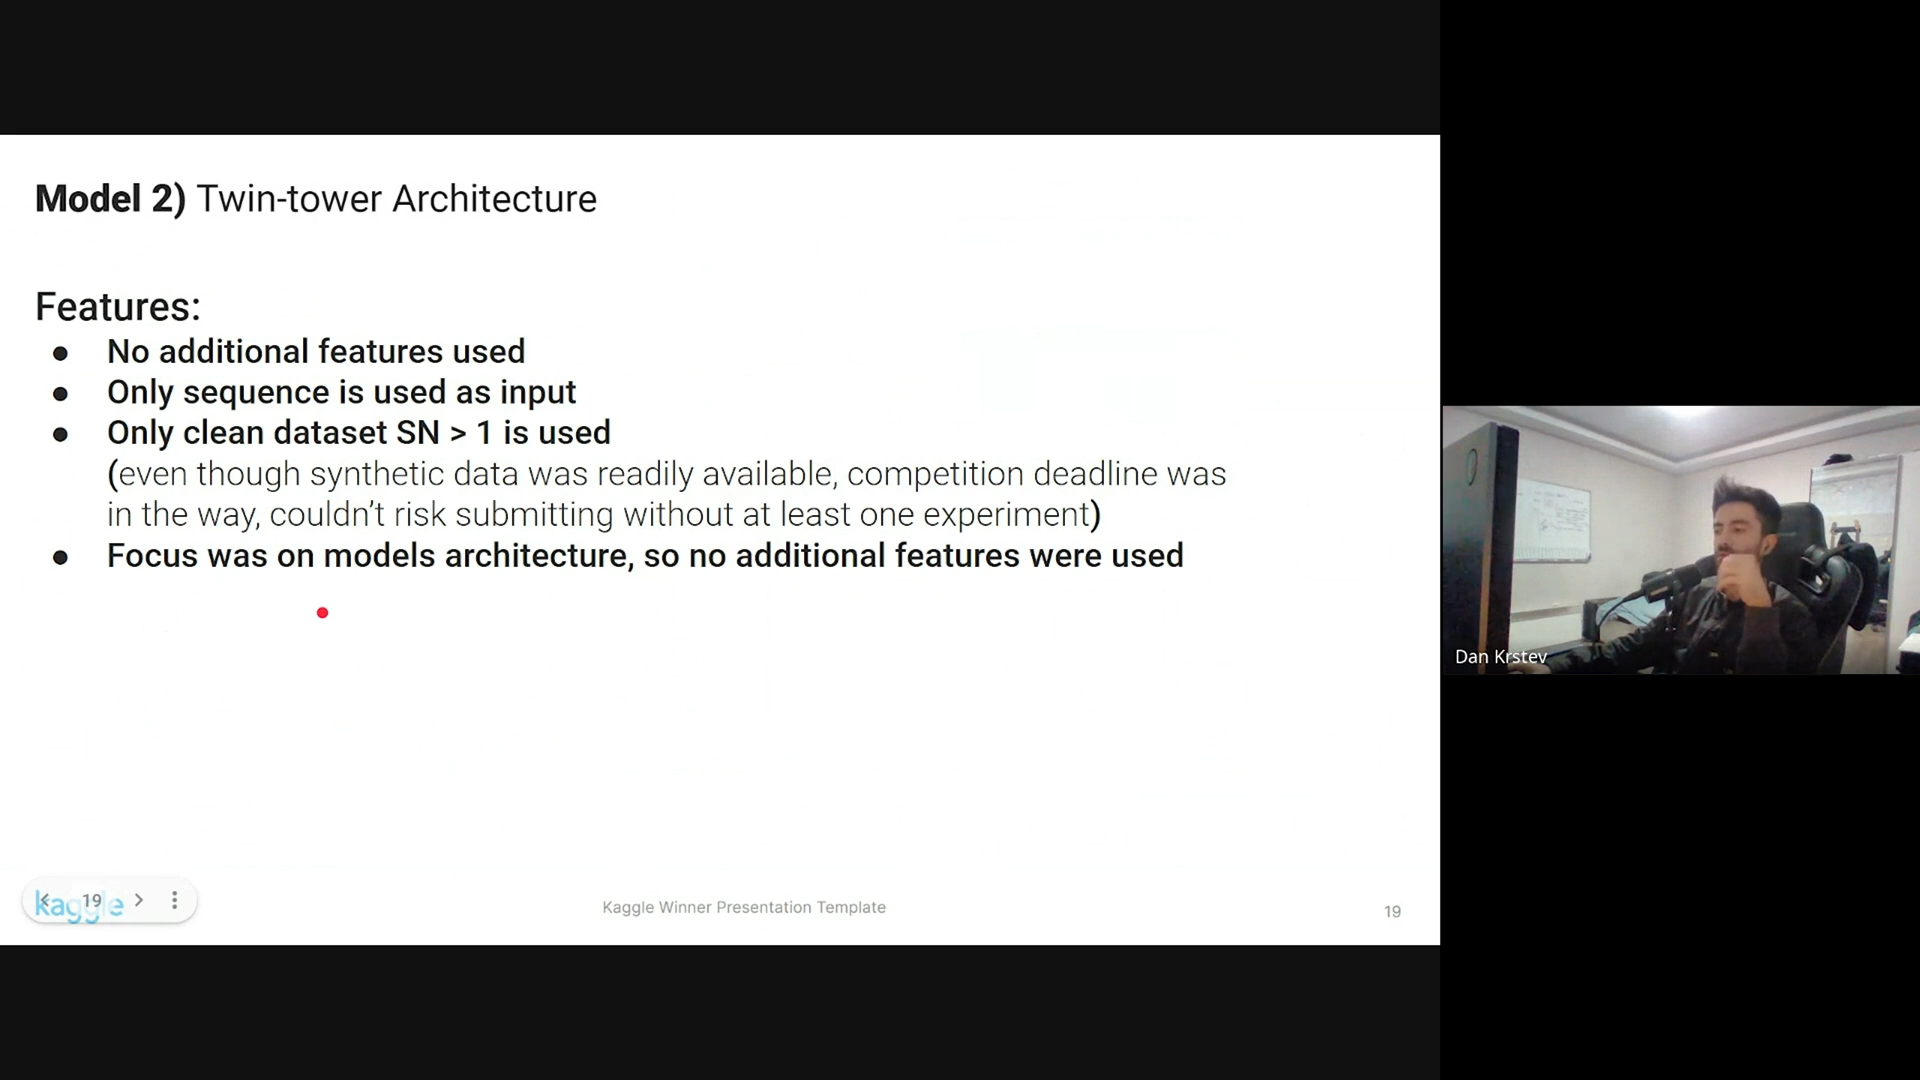 Model 2) Twin-tower Architecture
Features:
● No additional features used
● Only sequence is used as input
● Only clean dataset SN > 1 is used
(even though synthetic data was readily available, competition deadline was
in the way, couldn't risk submitting without at least one experiment)
● Focus was on models architecture, so no additional features were used
kaggle
19
Kaggle Winner Presentation Template
19
Dan Krstev